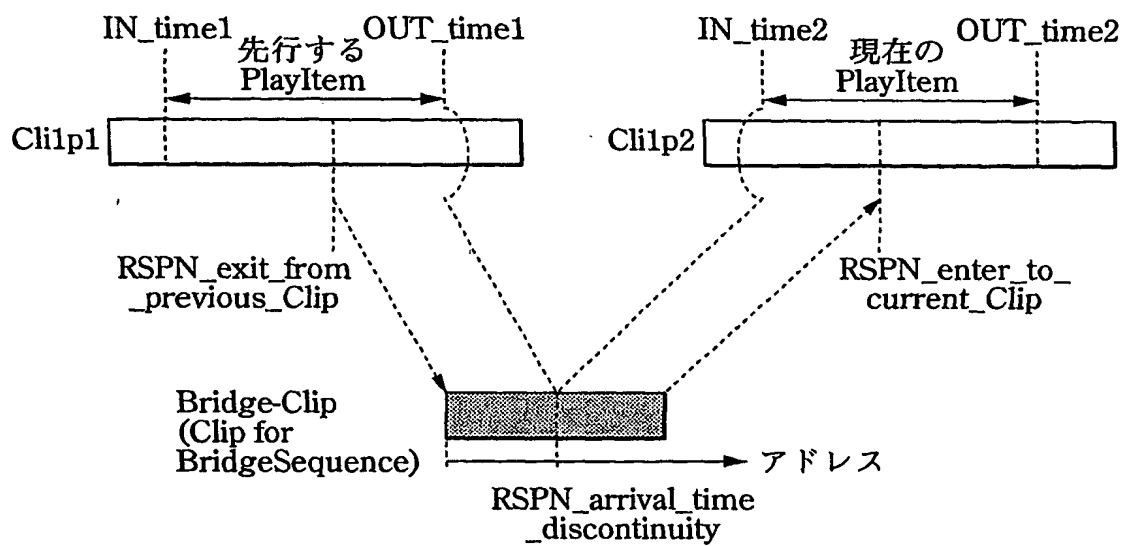 IN_time1
先行する
PlayItem
OUT_time1
IN_time2
現在の
PlayItem
OUT_time2
Cli1p1
Cli1p2
RSPN_exit_from
_previous_Clip
RSPN_enter_to_
current_Clip
Bridge-Clip
(Clip for
BridgeSequence)
アドレス
RSPN_arrival_time
_discontinuity